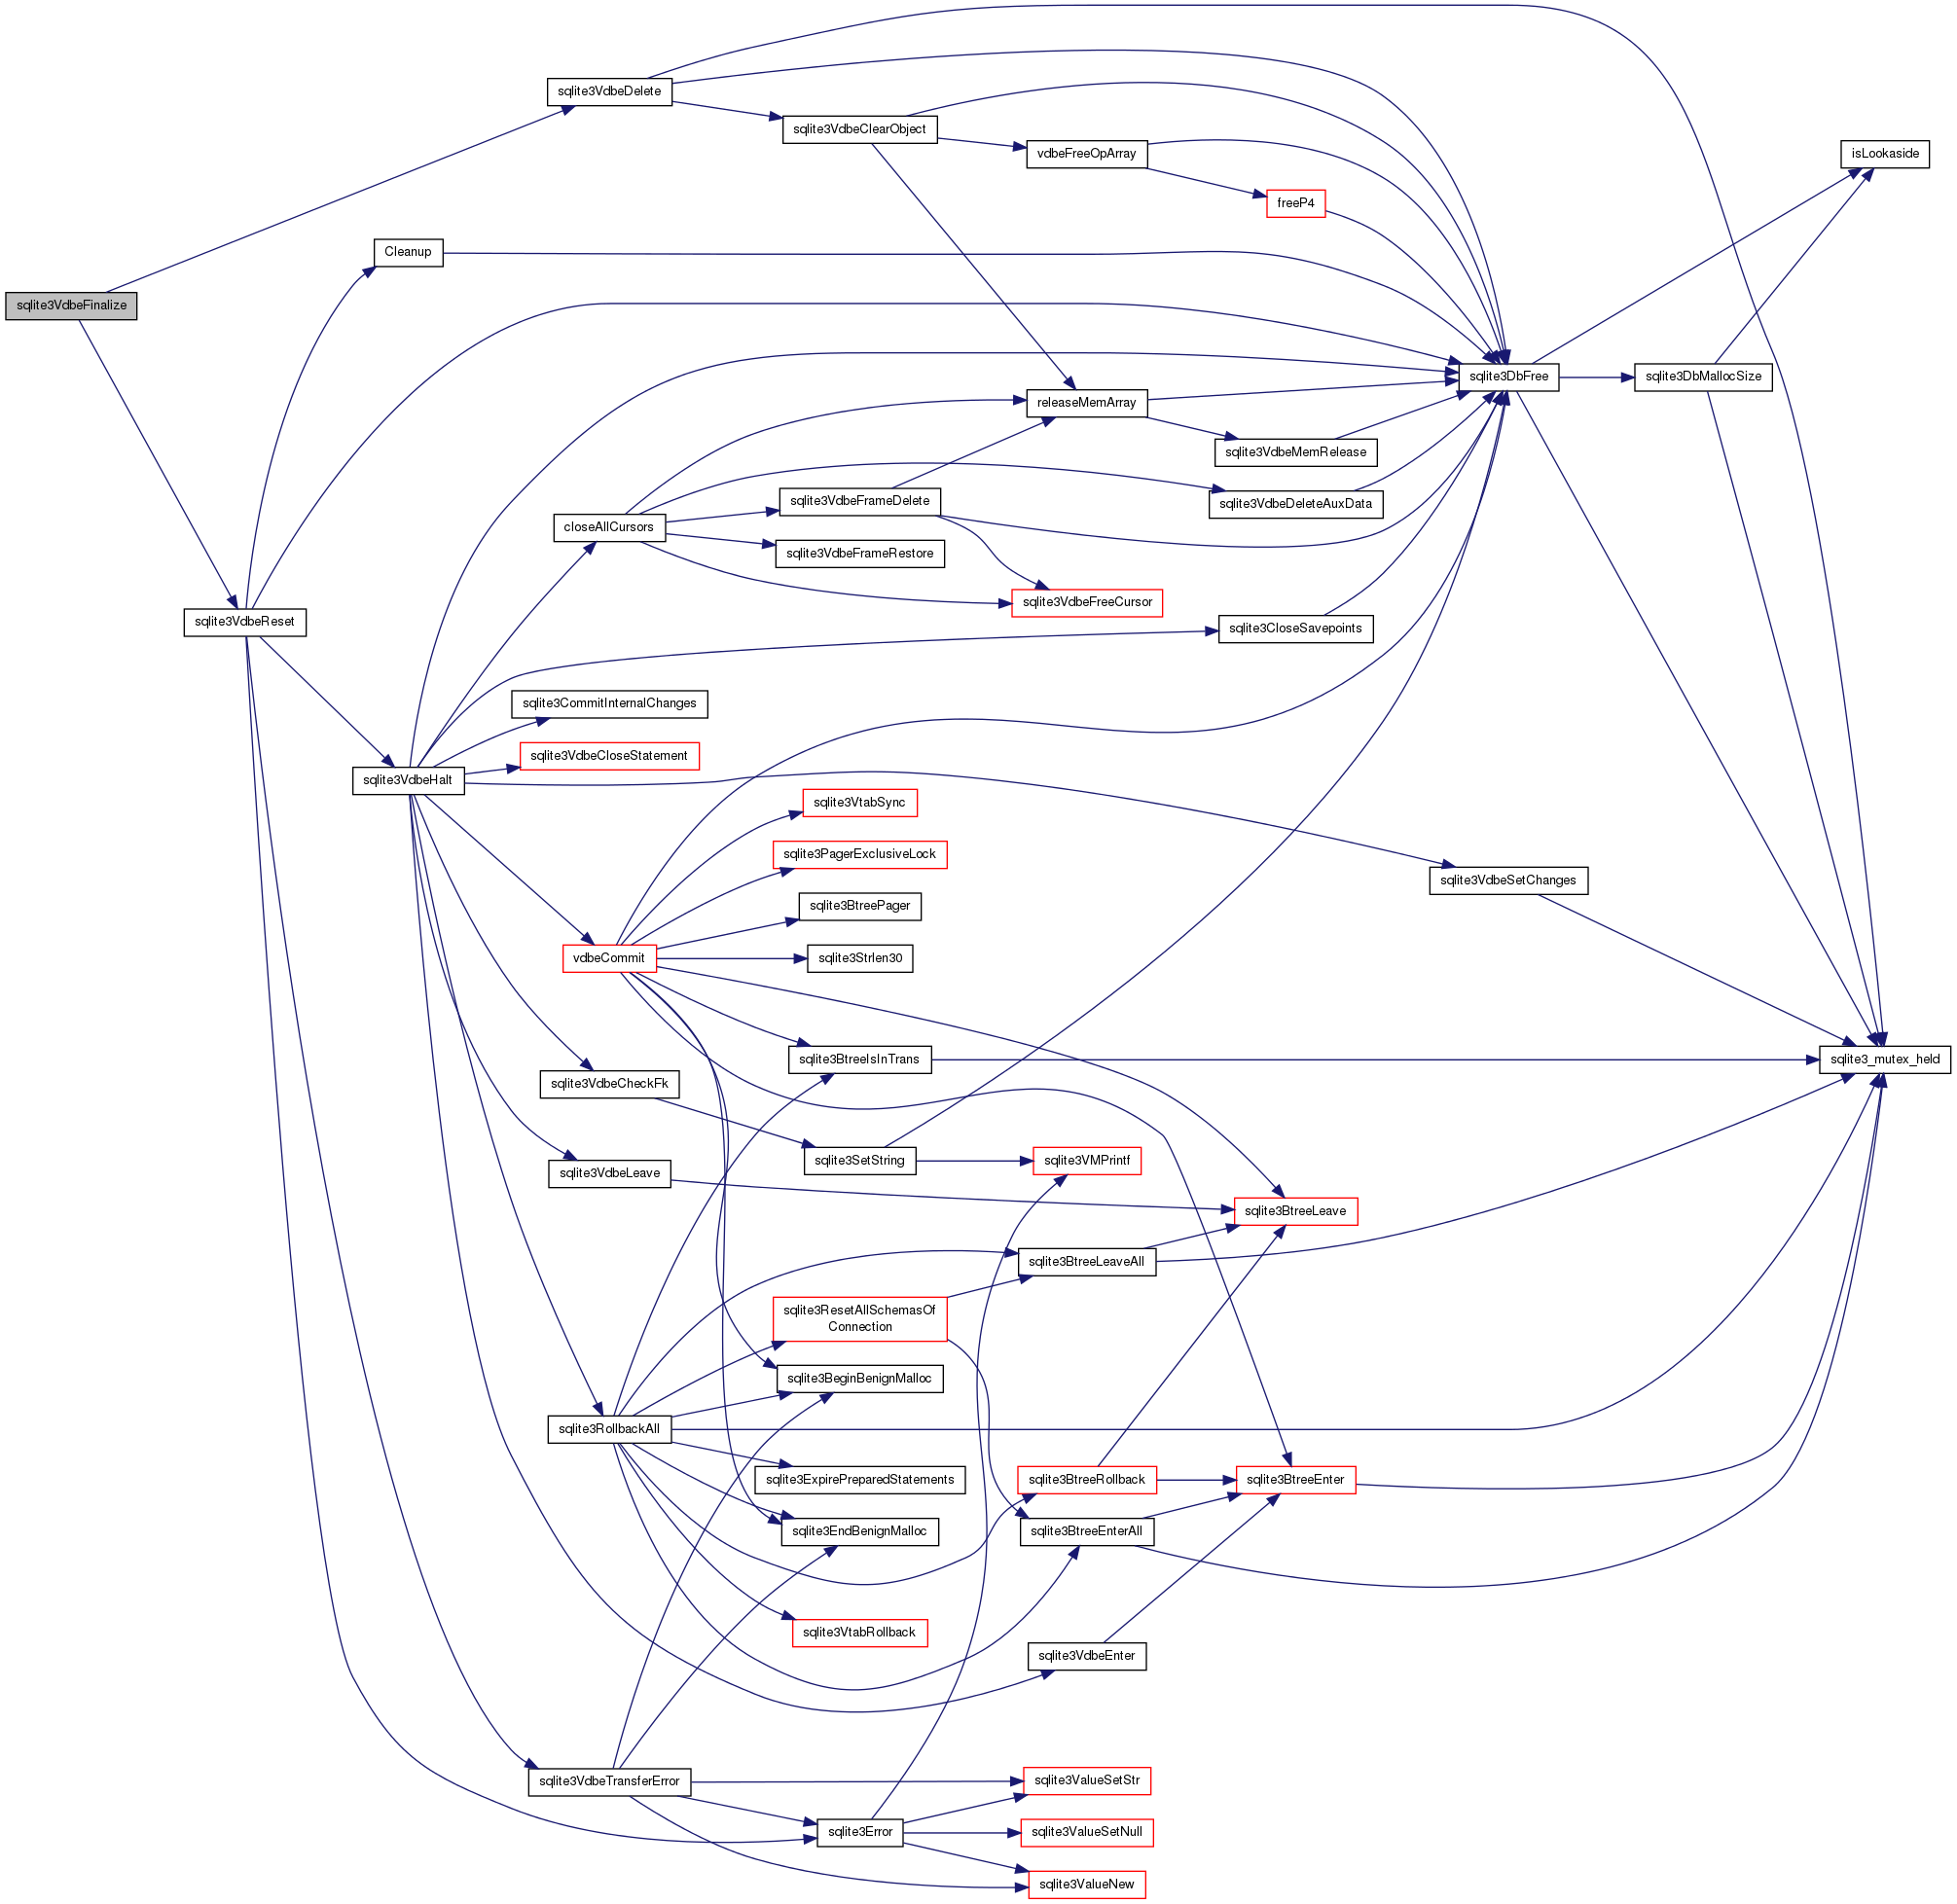 sqlite3VdbeDelete
sqlite3VdbeClearObject
vdbeFreeOpArray
isLookaside
freeP4
Cleanup
sqlite3VdbeFinalize
sqlite3DbFree
sqlite3DbMallocSize
releaseMemArray
sqlite3VdbeMemRelease
sqlite3VdbeFrameDelete
sqlite3VdbeDeleteAuxData
closeAllCursors
sqlite3VdbeFrameRestore
sqlite3VdbeFreeCursor
sqlite3VdbeReset
sqlite3CloseSavepoints
sqlite3CommitInternalChanges
sqlite3VdbeCloseStatement
sqlite3VdbeHalt
sqlite3VtabSync
sqlite3PagerExclusiveLock
sqlite3VdbeSetChanges
sqlite3BtreePager
vdbeCommit
sqlite3Strlen30
sqlite3BtreeIsInTrans
sqlite3_mutex_held
sqlite3VdbeCheckFk
sqlite3SetString
sqlite3VMPrintf
sqlite3VdbeLeave
sqlite3BtreeLeave
sqlite3BtreeLeaveAll
sqlite3ResetAllSchemasOf
Connection
sqlite3BeginBenignMalloc
sqlite3RollbackAll
sqlite3ExpirePreparedStatements
sqlite3BtreeRollback
sqlite3BtreeEnter
sqlite3EndBenignMalloc
sqlite3BtreeEnterAll
sqlite3VtabRollback
sqlite3VdbeEnter
sqlite3VdbeTransferError
sqlite3ValueSetStr
sqlite3Error
sqlite3ValueSetNull
sqlite3ValueNew